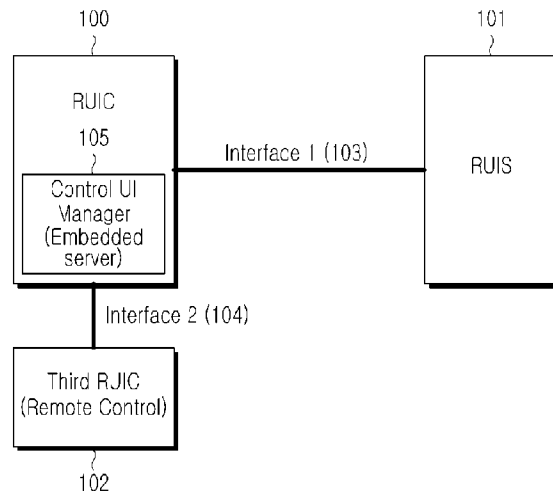 100
101
RUIC
105
Control UI
Manager
(Embedded
server)
Interface 1 (103)
RUIS
Interface 2 (104)
Third RJIC
(Remote Control)
102